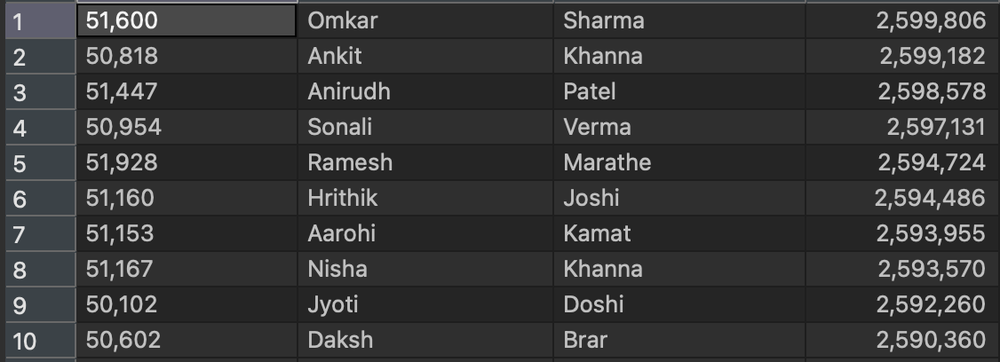 1 51,600 Omkar Sharma 2,599,806
2 50,818 Ankit Khanna 2,599,182
3 51,447 Anirudh Patel 2,598,578
4 50,954 Sonali Verma 2,597,131
5 51,928 Ramesh Marathe 2,594,724
6 51,160 Hrithik Joshi 2,594,486
7 51,153 Aarohi Kamat 2,593,955
8 51,167 Nisha Khanna 2,593,570
9 50,102 Jyoti Doshi 2,592,260
10 50,602 Daksh Brar 2,590,360